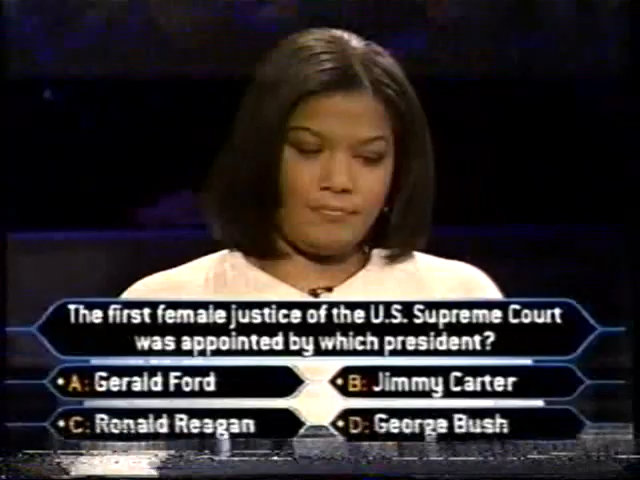 The first female justice of the U.S. Supreme Court
was appointed by which president?
A: Gerald Ford
B: Jimmy Carter
C: Ronald Reagan
D: George Bush